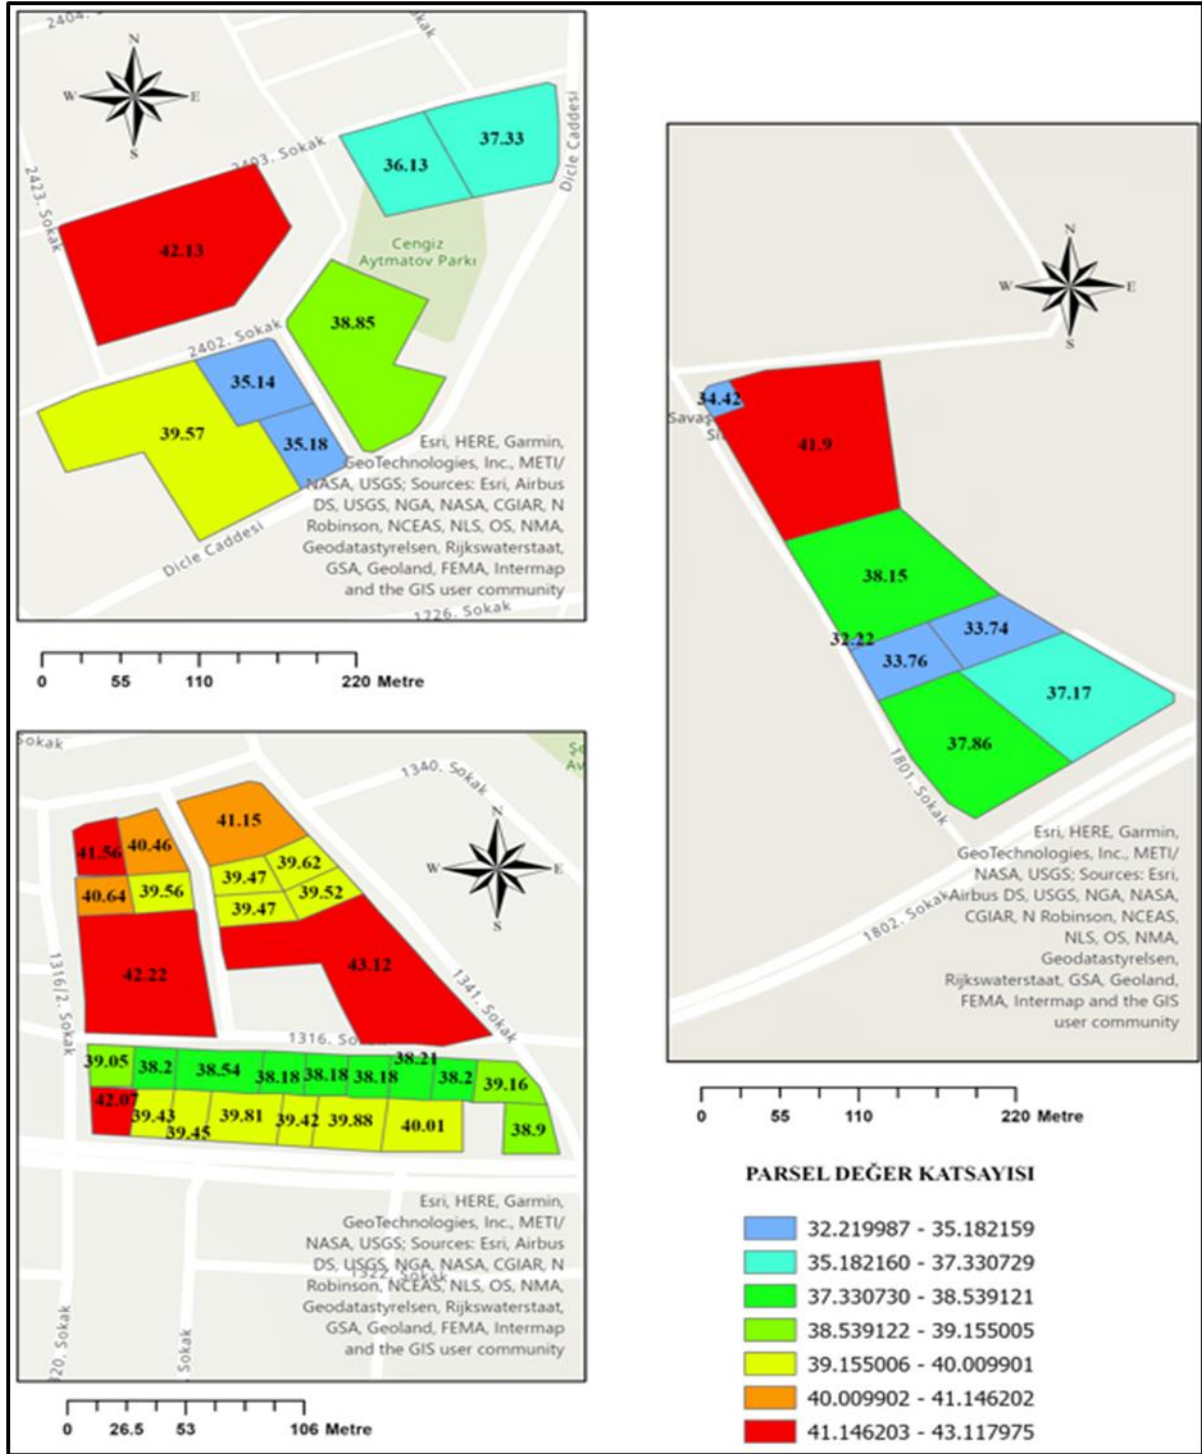 2404. S
Sokak
N
W
E
S
2403. Sokak
Dicle Caddesi
2423. Sokak
37.33
36.13
42.13
Cengiz
Aytmatov Parkı
38.85
2402. Sokak
35.14
39.57
35.18
Dicle Caddesi
Esri, HERE, Garmin,
GeoTechnologies, Inc., METI/
NASA, USGS; Sources: Esri, Airbus
DS, USGS, NGA, NASA, CGIAR, N
Robinson, NCEAS, NLS, OS, NMA,
Geodatastyrelsen, Rijkswaterstaat,
GSA, Geoland, FEMA, Intermap
and the GIS user community
1726. Sokak
0 55 110 220 Metre
N
W
E
S
34.42
Savaş
41.9
38.15
32.22
33.74
33.76
37.17
37.86
1801. Sokak
1802. Sokak
Esri, HERE, Garmin,
GeoTechnologies, Inc., METI/
NASA, USGS; Sources: Esri,
Airbus DS, USGS, NGA, NASA,
CGIAR, N Robinson, NCEAS,
NLS, OS, NMA,
Geodatastyrelsen,
Rijkswaterstaat, GSA, Geoland,
FEMA, Intermap and the GIS
user community
0 55 110 220 Metre
Sokak
Şe
Av
1340. Sokak
N
W
E
S
41.15
41.56
40.46
39.62
39.47
39.52
40.64
39.56
39.47
42.22
43.12
1316/2. Sokak
1341. Sokak
1316. Sokak
39.05
38.2
38.54
38.18
38.18
38.18
38.21
38.2
39.16
42.07
39.43
39.45
39.81
39.42
39.88
40.01
38.9
Esri, HERE, Garmin,
GeoTechnologies, Inc., METI/
NASA, USGS; Sources: Esri, Airbus
DS, USGS, NGA, NASA, CGIAR, N
Robinson, NCEAS, NLS, OS, NMA,
Geodatastyrelsen, Rijkswaterstaat,
GSA, Geoland, FEMA, Intermap
and the GIS user community
1322. Sokak
320. Sokak
. Sokak
0 26.5 53 106 Metre
PARSEL DEĞER KATSAYISI
32.219987 - 35.182159
35.182160 - 37.330729
37.330730 - 38.539121
38.539122 - 39.155005
39.155006 - 40.009901
40.009902 - 41.146202
41.146203 - 43.117975